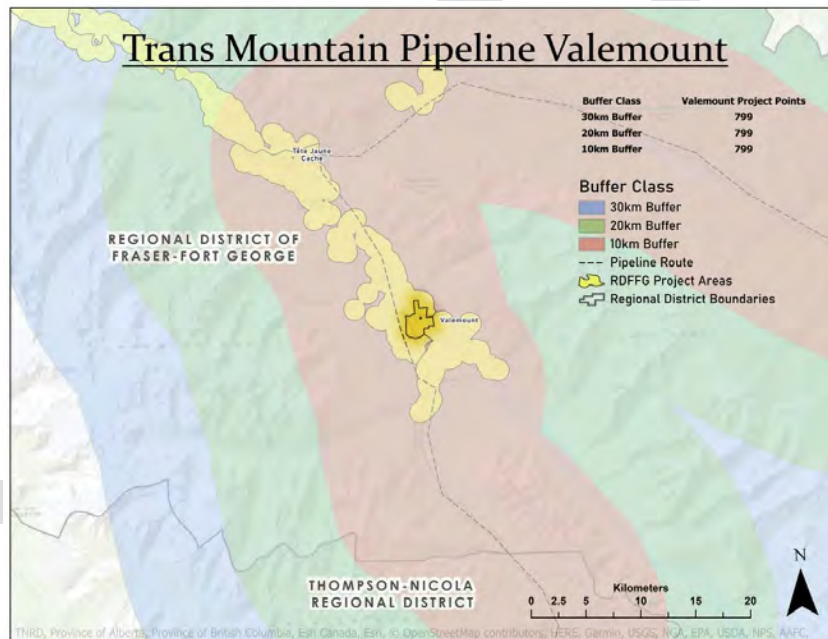 Trans Mountain Pipeline Valemount
Buffer Class Valemount Project Points
30km Buffer 799
20km Buffer 799
10km Buffer 799
Tête Jaune
Cache
Buffer Class
30km Buffer
20km Buffer
10km Buffer
Pipeline Route
RDFFG Project Areas
Regional District Boundaries
REGIONAL DISTRICT OF
FRASER-FORT GEORGE
Valemount
N
THOMPSON-NICOLA
REGIONAL DISTRICT
Kilometers
0 2.5 5 10 15 20
TNRD, Province of Alberta, Province of British Columbia, Esri Canada, Esri, © OpenStreetMap contributors, HERE, Garmin, USGS, NGA, EPA, USDA, NPS, AAFC,